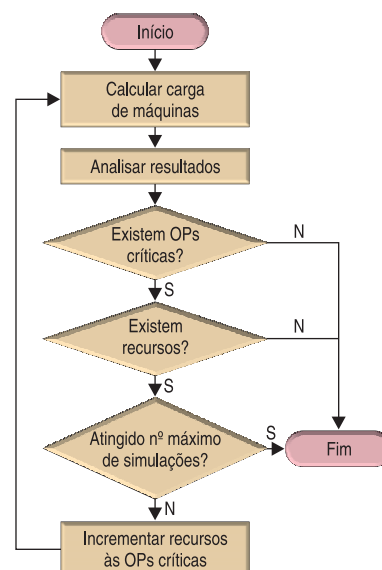 Início
Calcular carga
de máquinas
Analisar resultados
Existem OPs
críticas?
N
S
Existem
recursos?
N
S
Atingido nº máximo
de simulações?
S
Fim
N
Incrementar recursos
às OPs críticas